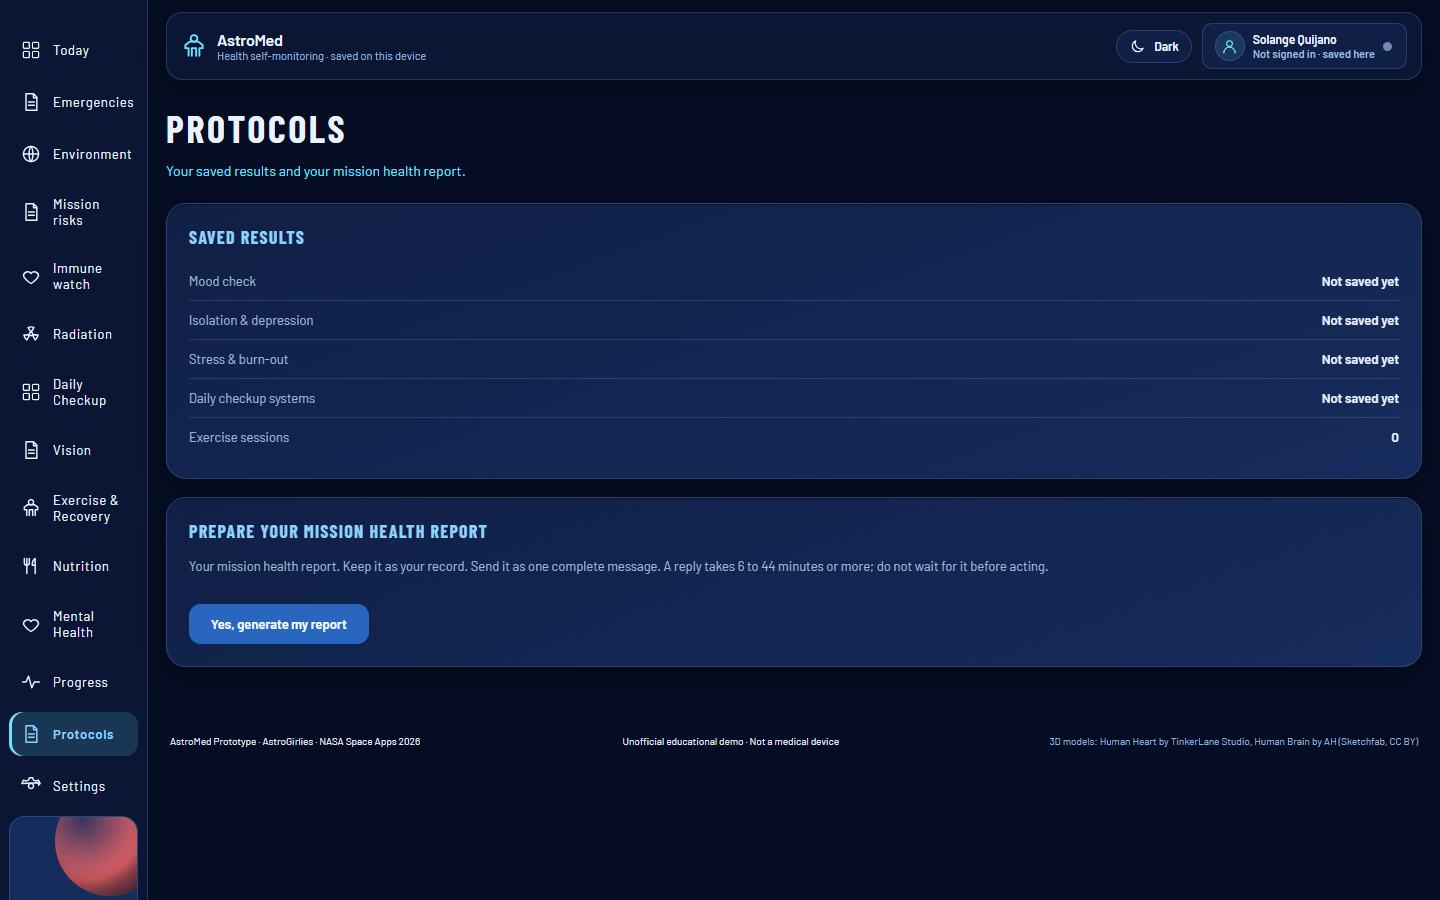 Today
Emergencies
Environment
Mission
risks
Immune
watch
Radiation
Daily
Checkup
Vision
Exercise &
Recovery
Nutrition
Mental
Health
Progress
Protocols
Settings
AstroMed
Health self-monitoring · saved on this device
Dark
Solange Quijano
Not signed in · saved here
PROTOCOLS
Your saved results and your mission health report.
SAVED RESULTS
Mood check Not saved yet
Isolation & depression Not saved yet
Stress & burn-out Not saved yet
Daily checkup systems Not saved yet
Exercise sessions 0
PREPARE YOUR MISSION HEALTH REPORT
Your mission health report. Keep it as your record. Send it as one complete message. A reply takes 6 to 44 minutes or more; do not wait for it before acting.
Yes, generate my report
AstroMed Prototype · AstroGirlies · NASA Space Apps 2026
Unofficial educational demo · Not a medical device
3D models: Human Heart by TinkerLane Studio, Human Brain by AH (Sketchfab, CC BY)